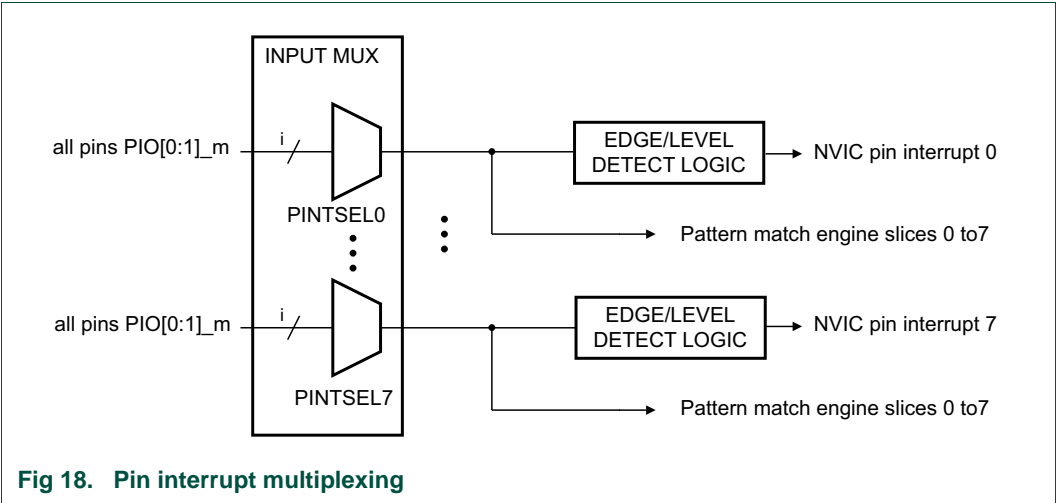 INPUT MUX
all pins PIO[0:1]_m
i
PINTSEL0
EDGE/LEVEL
DETECT LOGIC
NVIC pin interrupt 0
Pattern match engine slices 0 to7
all pins PIO[0:1]_m
i
PINTSEL7
EDGE/LEVEL
DETECT LOGIC
NVIC pin interrupt 7
Pattern match engine slices 0 to7
Fig 18. Pin interrupt multiplexing